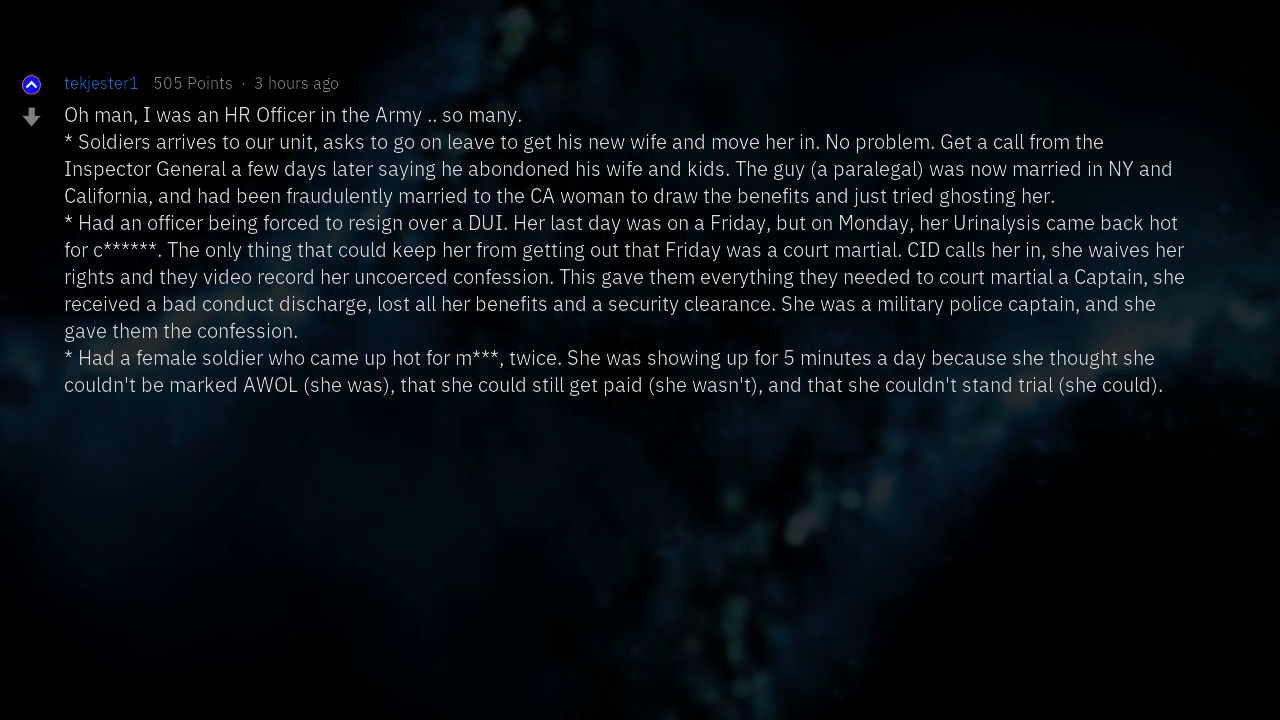 tekjester1 505 Points · 3 hours ago
Oh man, I was an HR Officer in the Army .. so many.
* Soldiers arrives to our unit, asks to go on leave to get his new wife and move her in. No problem. Get a call from the
Inspector General a few days later saying he abondoned his wife and kids. The guy (a paralegal) was now married in NY and
California, and had been fraudulently married to the CA woman to draw the benefits and just tried ghosting her.
* Had an officer being forced to resign over a DUI. Her last day was on a Friday, but on Monday, her Urinalysis came back hot
for c******. The only thing that could keep her from getting out that Friday was a court martial. CID calls her in, she waives her
rights and they video record her uncoerced confession. This gave them everything they needed to court martial a Captain, she
received a bad conduct discharge, lost all her benefits and a security clearance. She was a military police captain, and she
gave them the confession.
* Had a female soldier who came up hot for m***, twice. She was showing up for 5 minutes a day because she thought she
couldn't be marked AWOL (she was), that she could still get paid (she wasn't), and that she couldn't stand trial (she could).